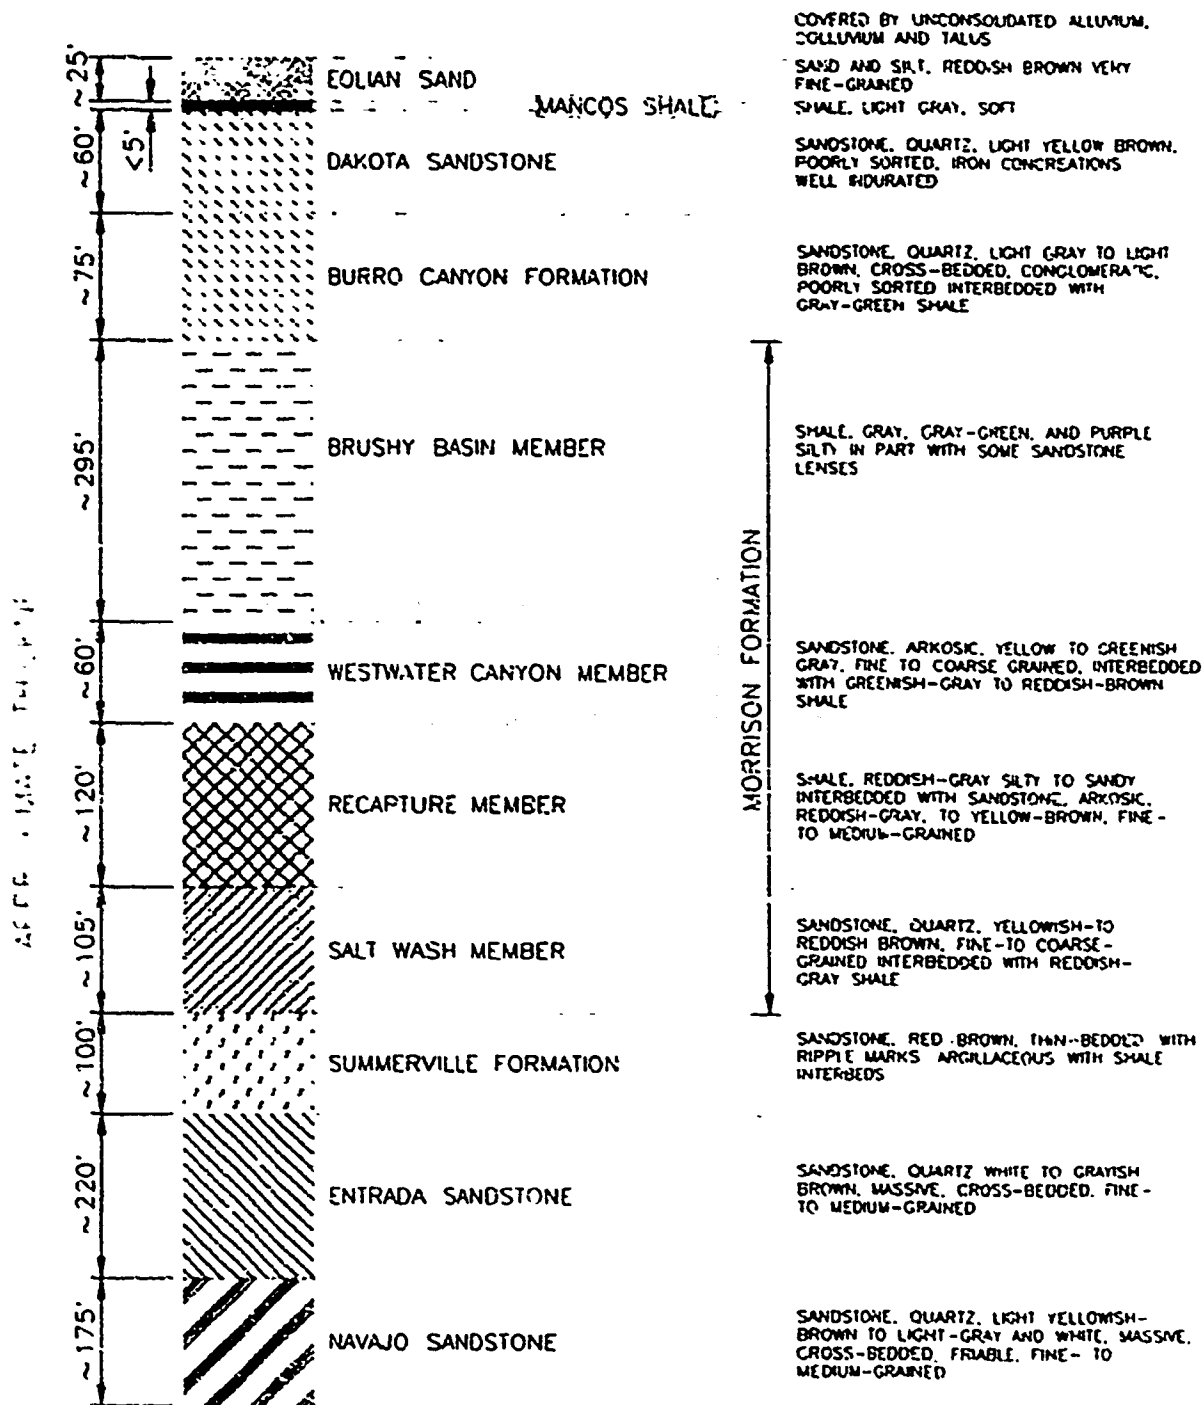 COVERED BY UNCONSOLIDATED ALLUVIUM,
COLLUVIUM AND TALUS
~25'
EOLIAN SAND
SAND AND SILT, REDDISH BROWN VERY
FINE-GRAINED
<5'
MANCOS SHALE
SHALE, LIGHT GRAY, SOFT
~60'
DAKOTA SANDSTONE
SANDSTONE, QUARTZ, LIGHT YELLOW BROWN,
POORLY SORTED, IRON CONCREATIONS
WELL INDURATED
~75'
BURRO CANYON FORMATION
SANDSTONE, QUARTZ, LIGHT GRAY TO LIGHT
BROWN, CROSS-BEDDED, CONGLOMERATIC,
POORLY SORTED INTERBEDDED WITH
GRAY-GREEN SHALE
~295'
BRUSHY BASIN MEMBER
SHALE, GRAY, GRAY-GREEN, AND PURPLE
SILTY IN PART WITH SOME SANDSTONE
LENSES
MORRISON FORMATION
~60'
WESTWATER CANYON MEMBER
SANDSTONE, ARKOSIC, YELLOW TO GREENISH
GRAY, FINE TO COARSE GRAINED, INTERBEDDED
WITH GREENISH-GRAY TO REDDISH-BROWN
SHALE
~120'
RECAPTURE MEMBER
SHALE, REDDISH-GRAY SILTY TO SANDY
INTERBEDDED WITH SANDSTONE, ARKOSIC,
REDDISH-GRAY, TO YELLOW-BROWN, FINE-
TO MEDIUM-GRAINED
~105'
SALT WASH MEMBER
SANDSTONE, QUARTZ, YELLOWISH-TO
REDDISH BROWN, FINE-TO COARSE-
GRAINED INTERBEDDED WITH REDDISH-
GRAY SHALE
~100'
SUMMERVILLE FORMATION
SANDSTONE, RED-BROWN, THIN-BEDDED WITH
RIPPLE MARKS ARGILLACEOUS WITH SHALE
INTERBEDS
~220'
ENTRADA SANDSTONE
SANDSTONE, QUARTZ WHITE TO GRAYISH
BROWN, MASSIVE, CROSS-BEDDED, FINE-
TO MEDIUM-GRAINED
~175'
NAVAJO SANDSTONE
SANDSTONE, QUARTZ, LIGHT YELLOWISH-
BROWN TO LIGHT-GRAY AND WHITE, MASSIVE,
CROSS-BEDDED, FRIABLE, FINE- TO
MEDIUM-GRAINED